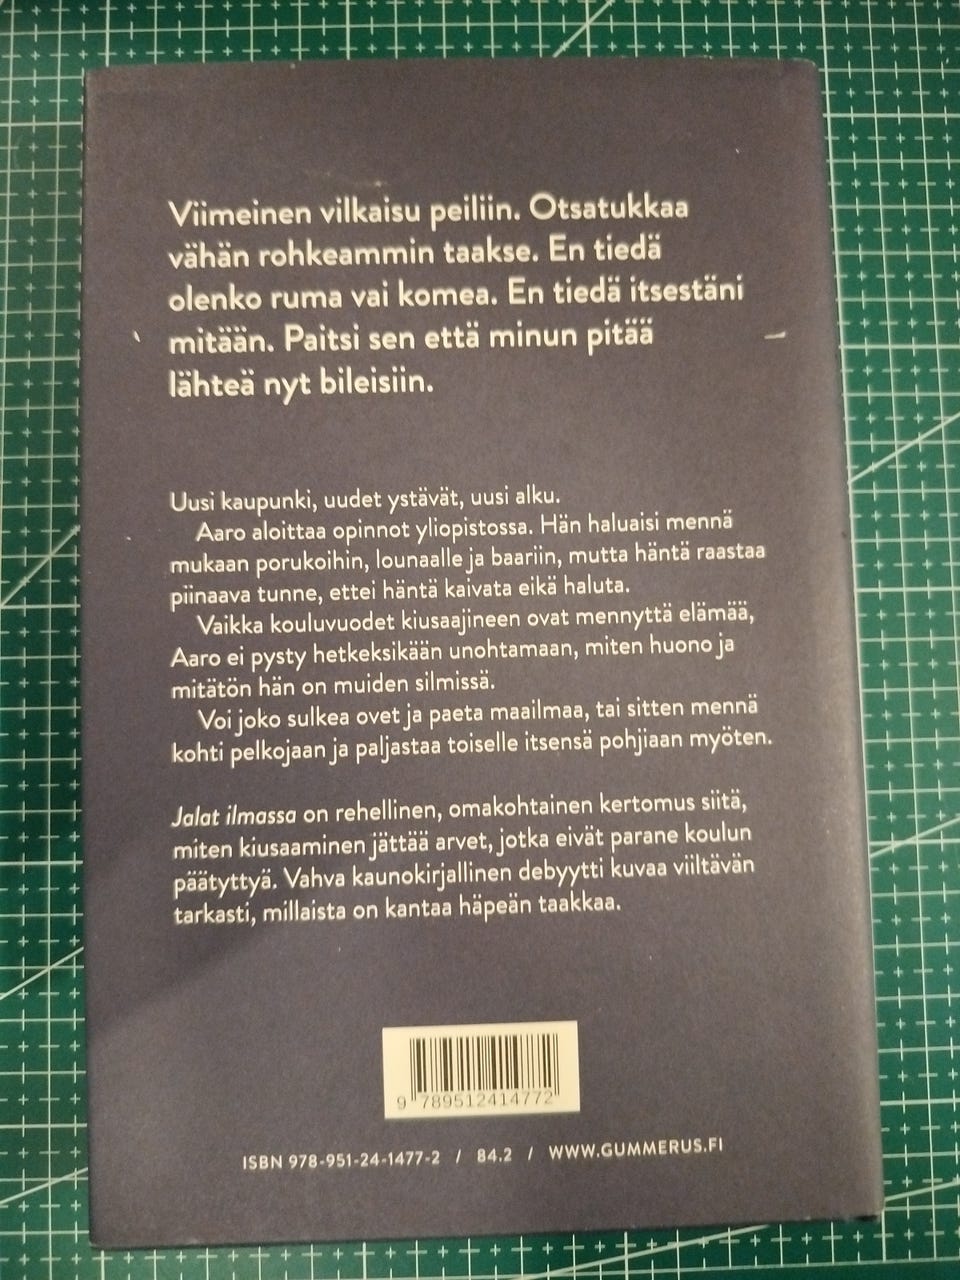 Viimeinen vilkaisu peiliin. Otsatukkaa
vähän rohkeammin taakse. En tiedä
olenko ruma vai komea. En tiedä itsestäni
mitään. Paitsi sen että minun pitää
lähteä nyt bileisiin.
Uusi kaupunki, uudet ystävät, uusi alku.
Aaro aloittaa opinnot yliopistossa. Hän haluaisi mennä
mukaan porukoihin, lounaalle ja baariin, mutta häntä raastaa
piinaava tunne, ettei häntä kaivata eikä haluta.
Vaikka kouluvuodet kiusaajineen ovat mennyttä elämää,
Aaro ei pysty hetkeksikään unohtamaan, miten huono ja
mitätön hän on muiden silmissä.
Voi joko sulkea ovet ja paeta maailmaa, tai sitten mennä
kohti pelkojaan ja paljastaa toiselle itsensä pohjiaan myöten.
Jalat ilmassa on rehellinen, omakohtainen kertomus siitä,
miten kiusaaminen jättää arvet, jotka eivät parane koulun
päätyttyä. Vahva kaunokirjallinen debyytti kuvaa viiltävän
tarkasti, millaista on kantaa häpeän taakkaa.
9 789512414772
ISBN 978-951-24-1477-2 / 84.2 / WWW.GUMMERUS.FI